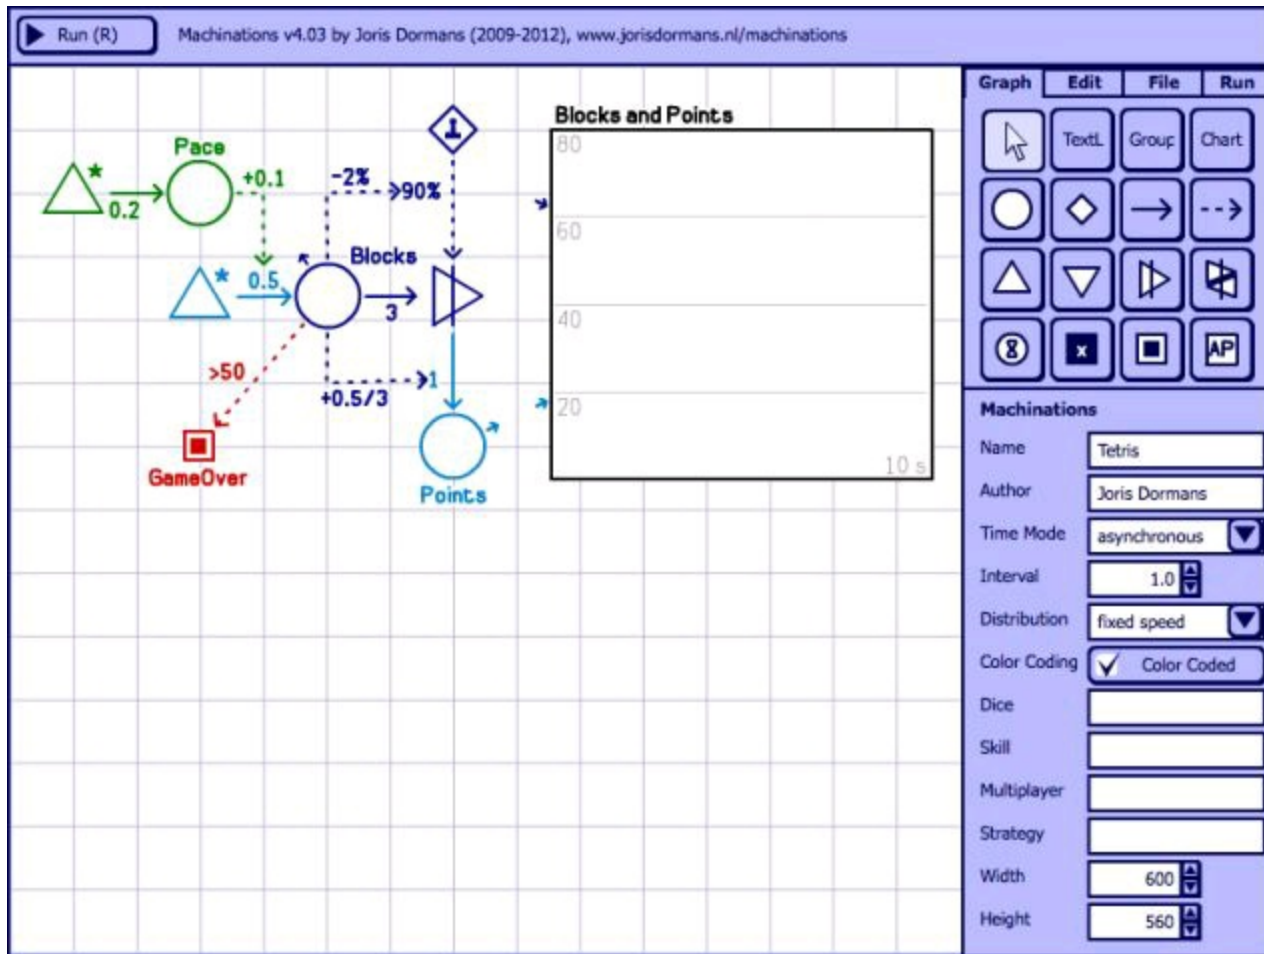 Run (R)
Machinations v4.03 by Joris Dormans (2009-2012), www.jorisdormans.nl/machinations
Graph Edit File Run
TextL Group Chart
x
AP
Pace
*
0.2
+0.1
-2%
90%
Blocks
*
0.5
3
>50
+0.5/3
1
GameOver
Points
Blocks and Points
80
60
40
20
10 s
Machinations
Name Tetris
Author Joris Dormans
Time Mode asynchronous
Interval 1.0
Distribution fixed speed
Color Coding Color Coded
Dice
Skill
Multiplayer
Strategy
Width 600
Height 560